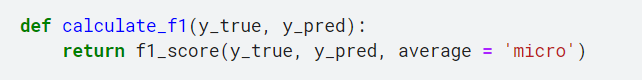 def calculate_f1(y_true, y_pred):
    return f1_score(y_true, y_pred, average = 'micro')